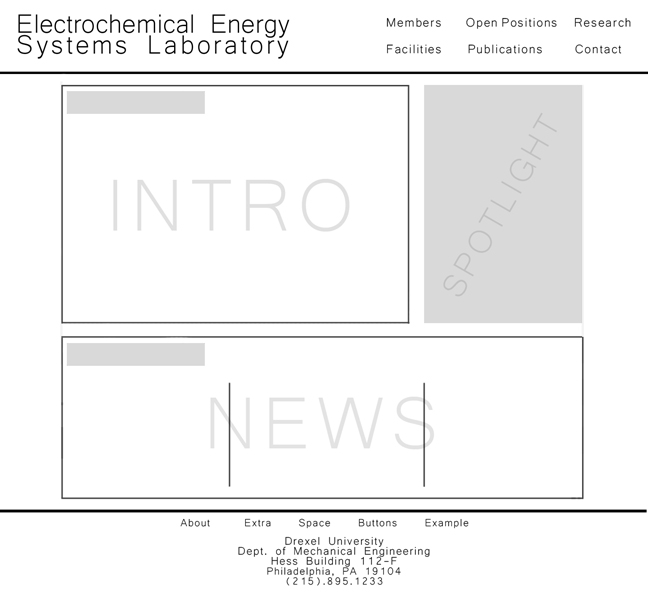 Electrochemical Energy
Systems Laboratory
Members Open Positions Research
Facilities Publications Contact
INTRO
SPOTLIGHT
NEWS
About Extra Space Buttons Example
Drexel University
Dept. of Mechanical Engineering
Hess Building 112-F
Philadelphia, PA 19104
(215).895.1233